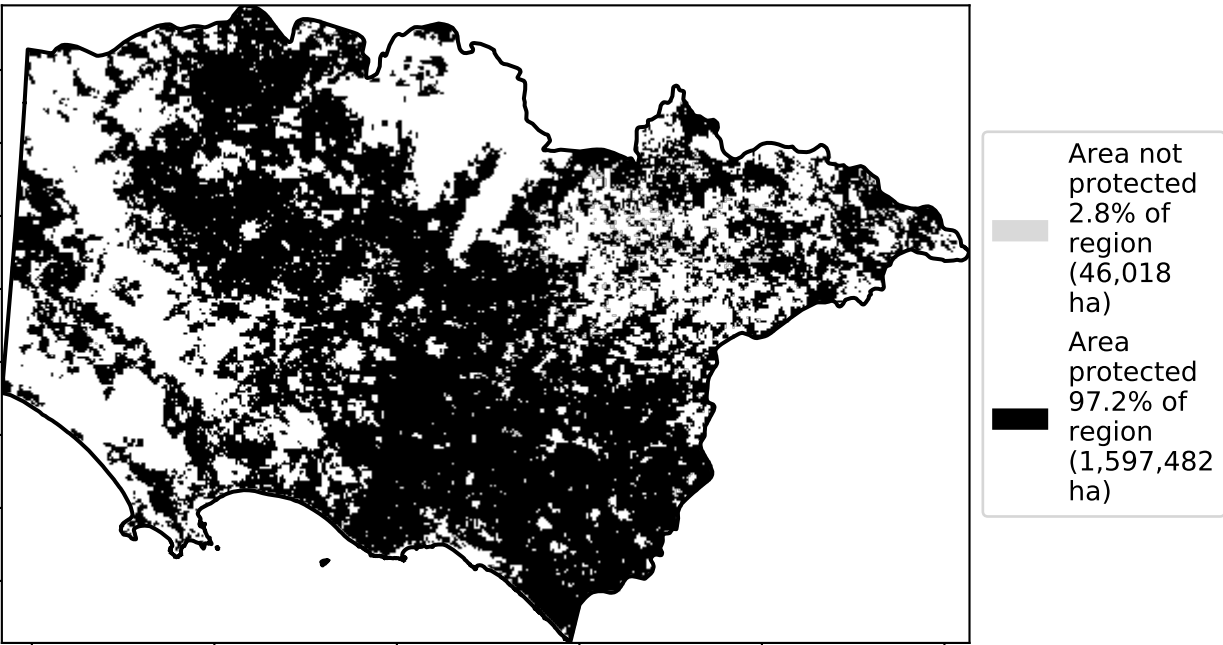 Area not
protected
2.8% of
region
(46,018
ha)
Area
protected
97.2% of
region
(1,597,482
ha)